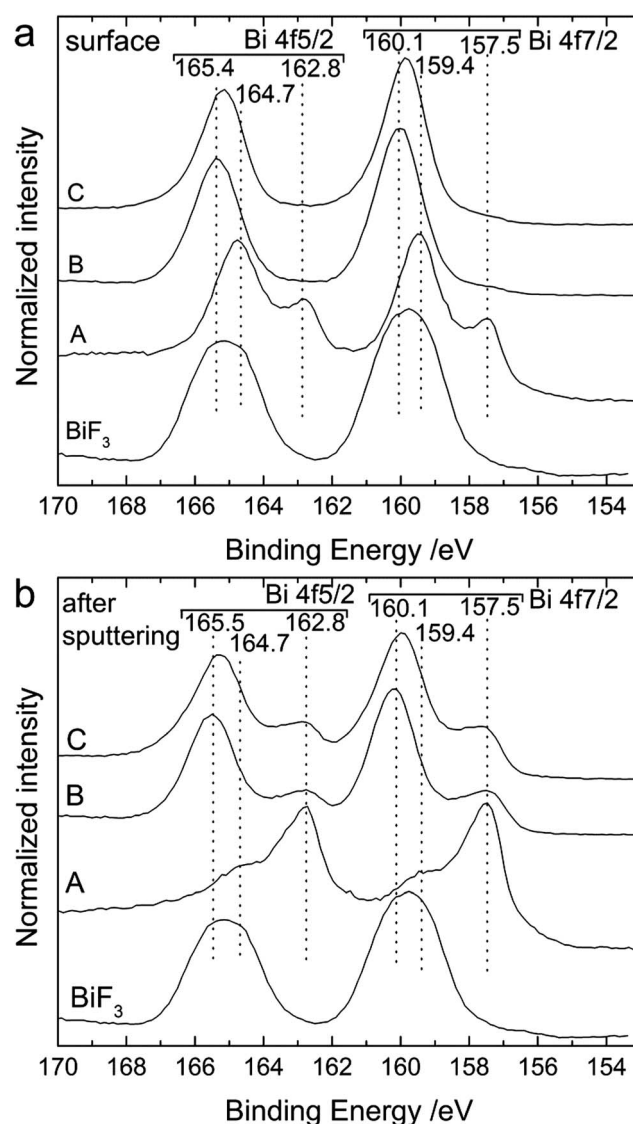 a
surface
Bi 4f5/2
165.4
162.8
164.7
160.1
157.5
Bi 4f7/2
159.4
C
B
A
BiF3
Normalized intensity
170 168 166 164 162 160 158 156 154
Binding Energy /eV
b
after
sputtering
Bi 4f5/2
165.5
162.8
164.7
160.1
157.5
Bi 4f7/2
159.4
C
B
A
BiF3
Normalized intensity
170 168 166 164 162 160 158 156 154
Binding Energy /eV